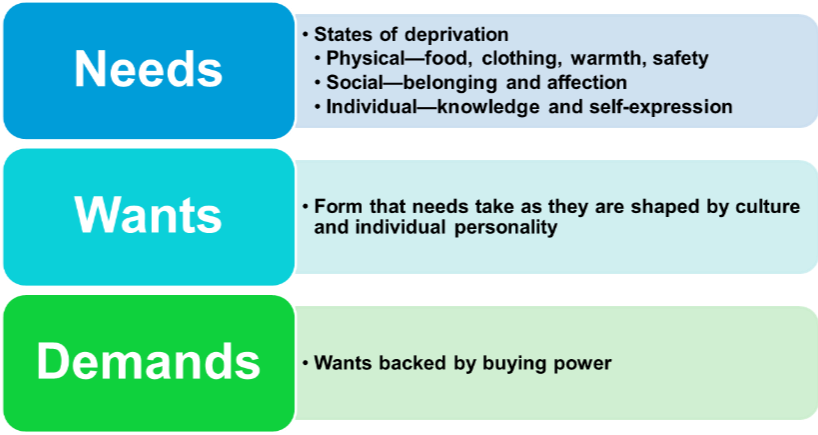 Needs
• States of deprivation
• Physical—food, clothing, warmth, safety
• Social—belonging and affection
• Individual—knowledge and self-expression
Wants
• Form that needs take as they are shaped by culture
and individual personality
Demands
• Wants backed by buying power